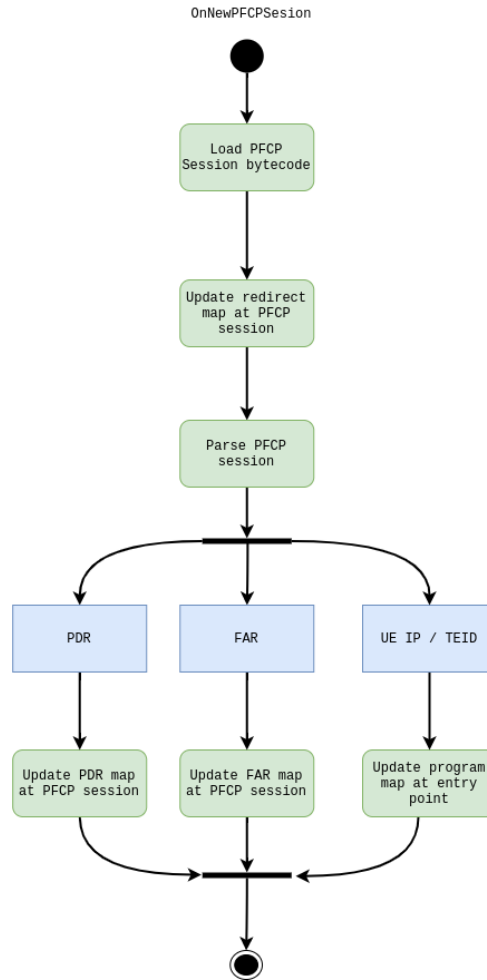 OnNewPFCPSesion
Load PFCP
Session bytecode
Update redirect
map at PFCP
session
Parse PFCP
session
PDR
FAR
UE IP / TEID
Update PDR map
at PFCP session
Update FAR map
at PFCP session
Update program
map at entry
point